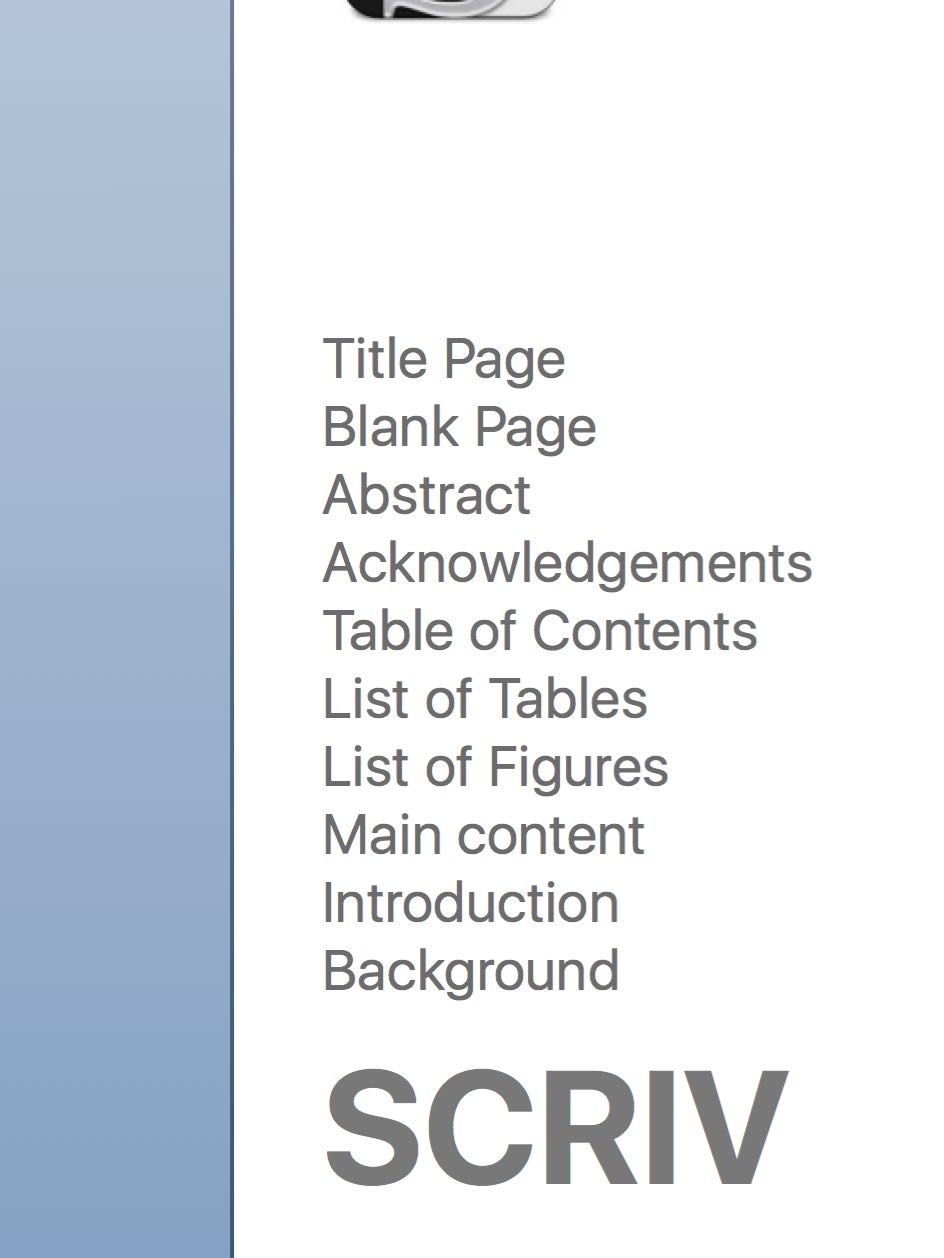 Title Page
Blank Page
Abstract
Acknowledgements
Table of Contents
List of Tables
List of Figures
Main content
Introduction
Background
SCRIV